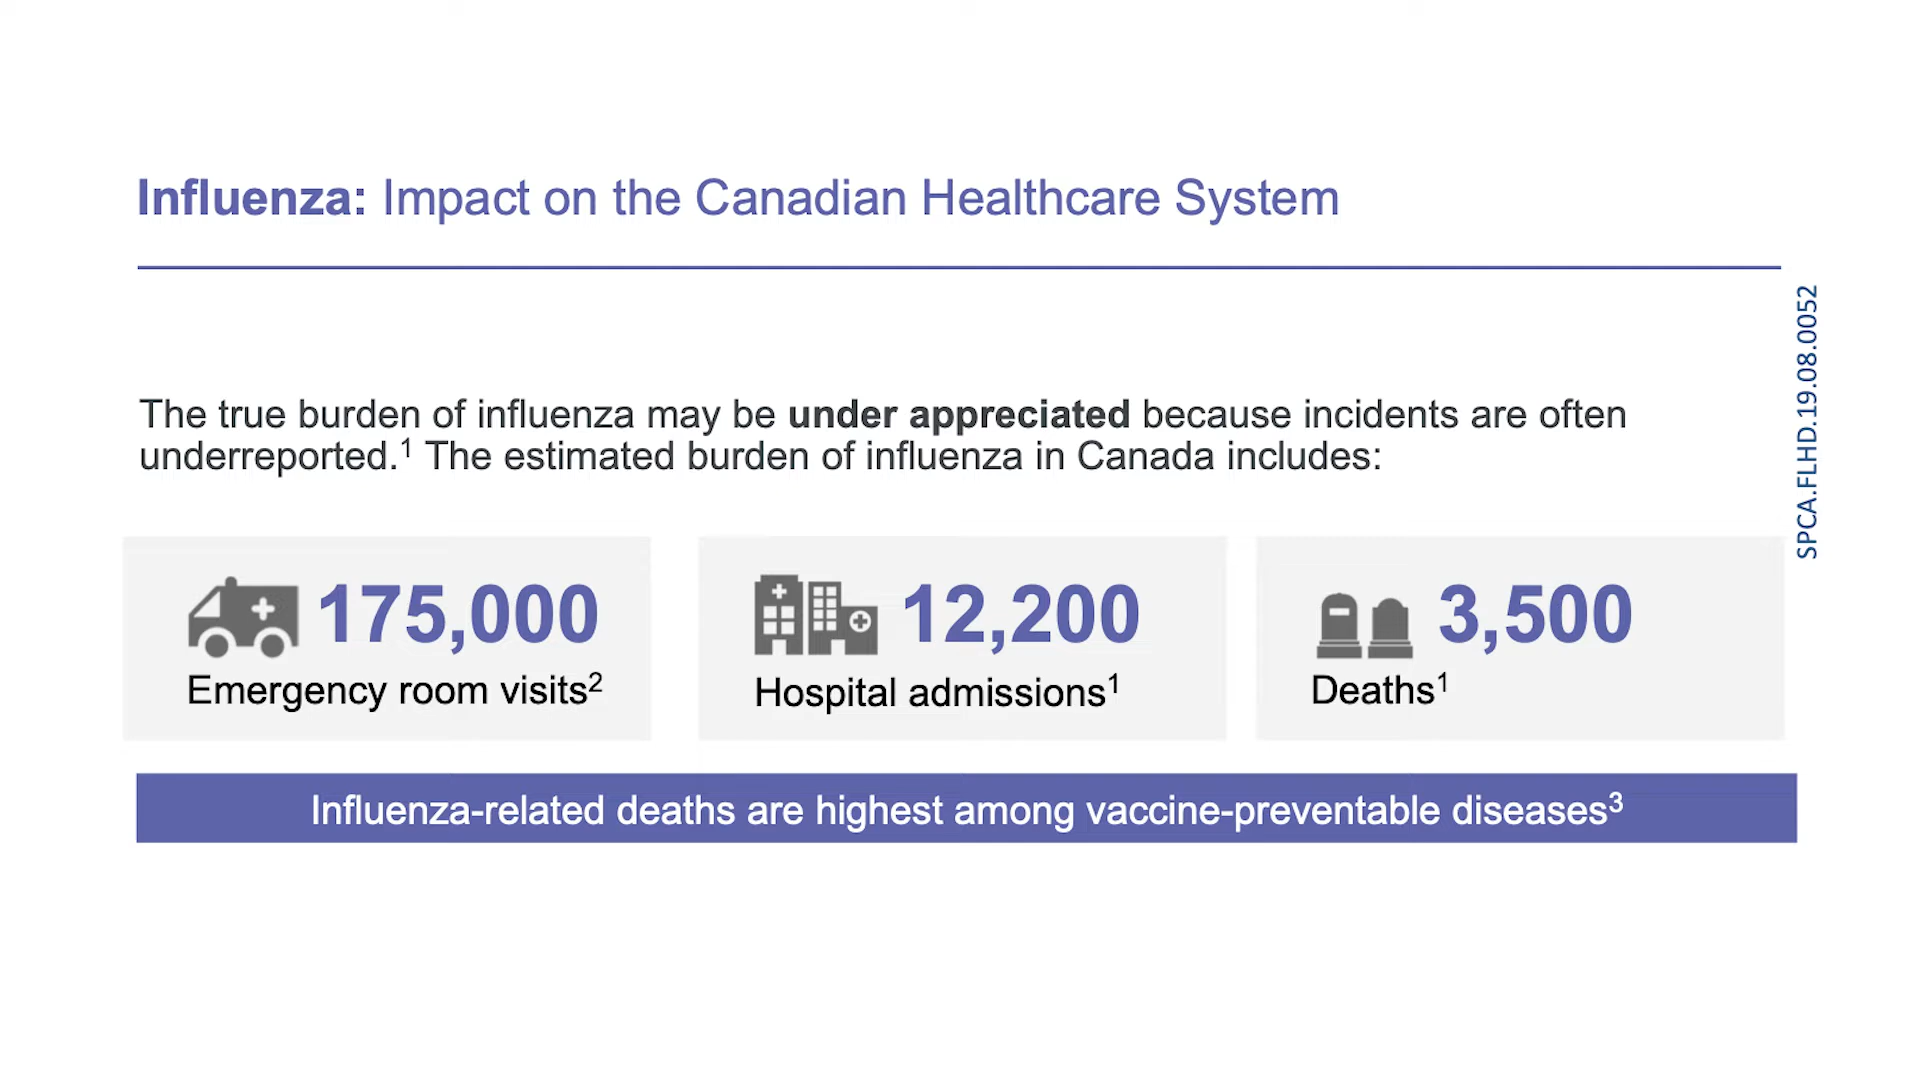 Influenza: Impact on the Canadian Healthcare System
SPCA.FLHD.19.08.0052
The true burden of influenza may be under appreciated because incidents are often
underreported.¹ The estimated burden of influenza in Canada includes:
175,000
Emergency room visits²
12,200
Hospital admissions¹
3,500
Deaths¹
Influenza-related deaths are highest among vaccine-preventable diseases³